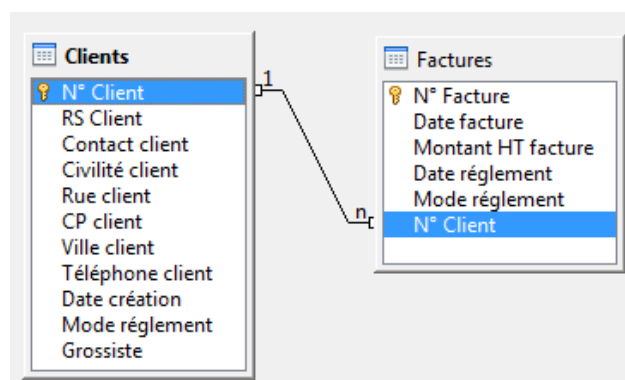 Clients
N° Client
RS Client
Contact client
Civilité client
Rue client
CP client
Ville client
Téléphone client
Date création
Mode réglement
Grossiste
1
n
Factures
N° Facture
Date facture
Montant HT facture
Date réglement
Mode réglement
N° Client